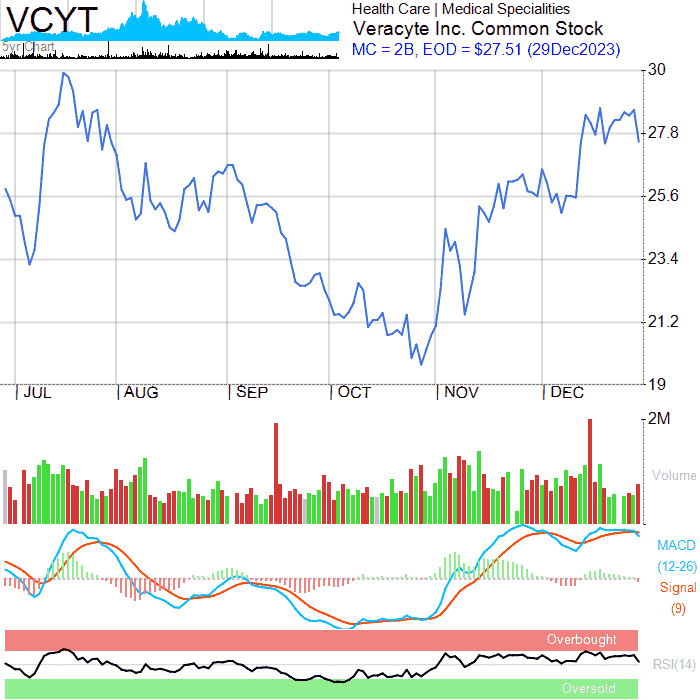 VCYT
5yr Chart
Health Care | Medical Specialities
Veracyte Inc. Common Stock
MC = 2B, EOD = $27.51 (29Dec2023)
30
27.8
25.6
23.4
21.2
19
JUL AUG SEP OCT NOV DEC
2M
Volume
MACD
(12-26)
Signal
(9)
Overbought
RSI(14)
Oversold